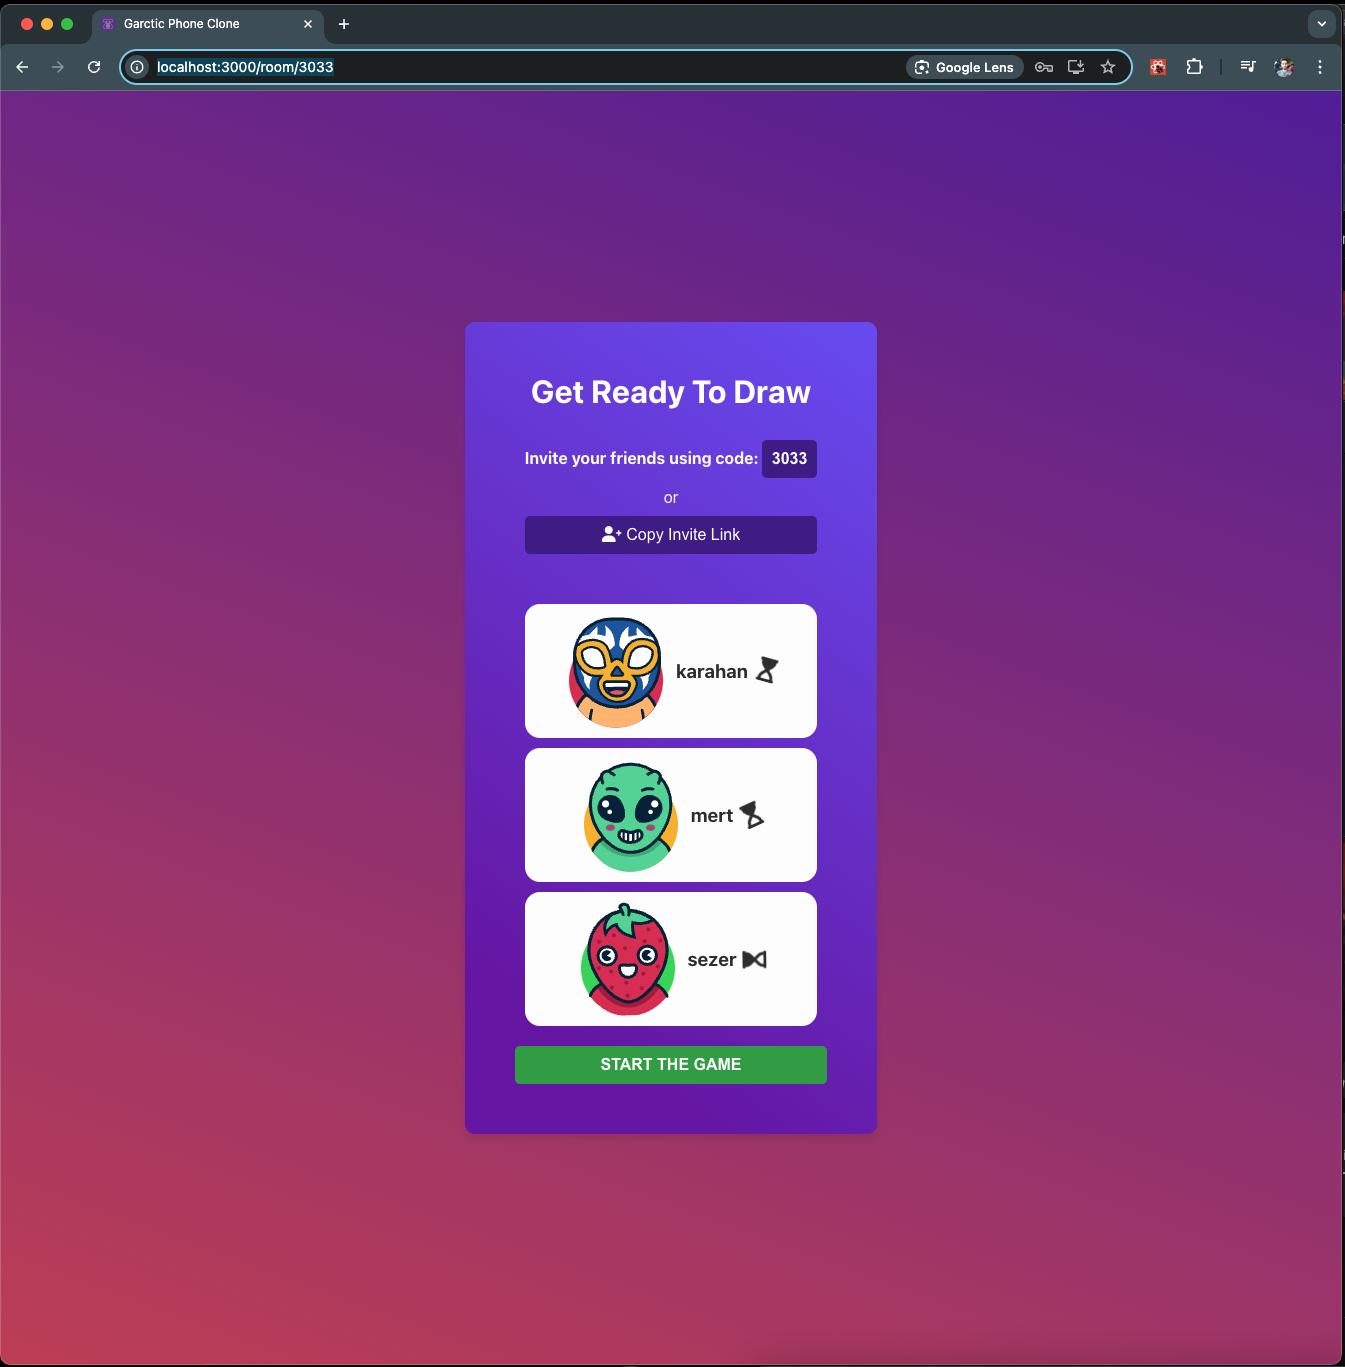 Garctic Phone Clone
localhost:3000/room/3033
Google Lens
Get Ready To Draw
Invite your friends using code: 3033
or
Copy Invite Link
karahan
mert
sezer
START THE GAME